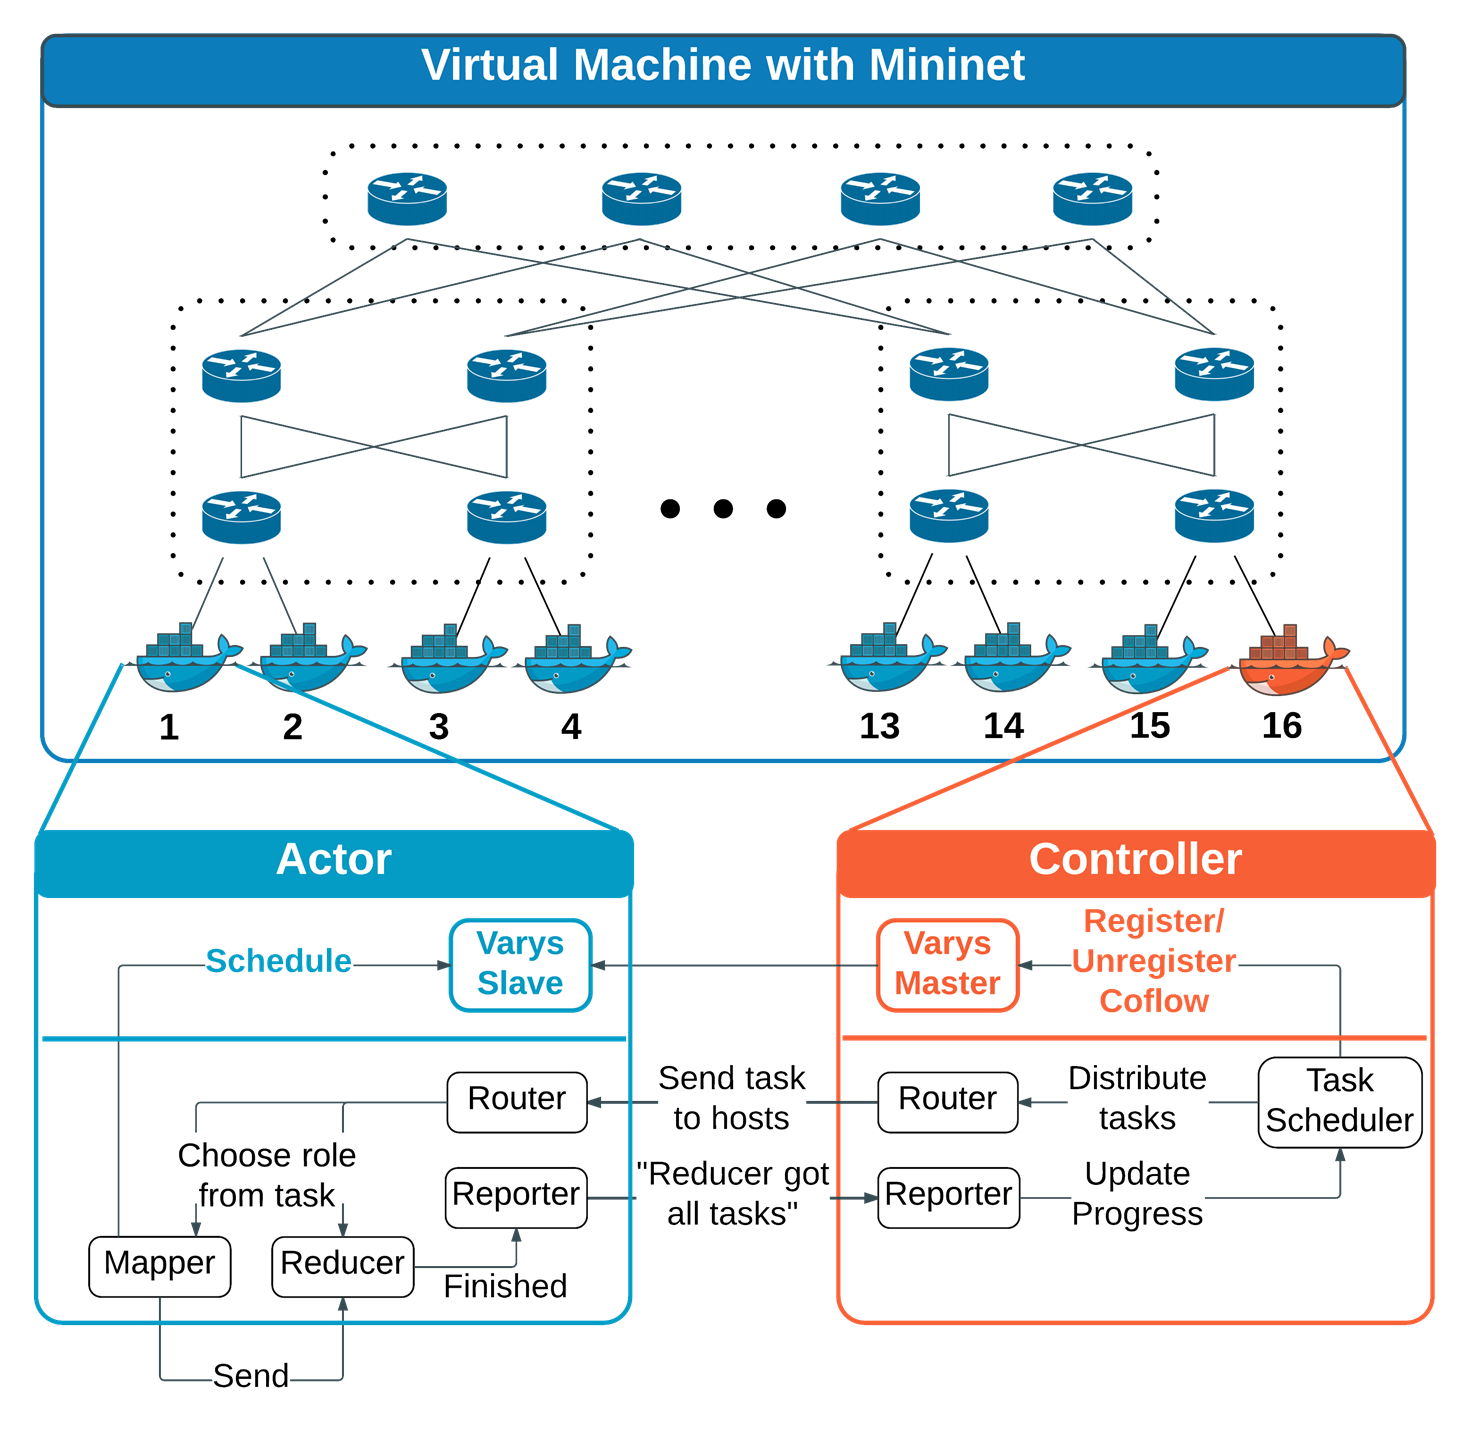 Virtual Machine with Mininet
1
2
3
4
13
14
15
16
Actor
Controller
Schedule
Varys
Slave
Varys
Master
Register/
Unregister
Coflow
Router
Send task
to hosts
Router
Distribute
tasks
Task
Scheduler
Choose role
from task
Reporter
"Reducer got
all tasks"
Reporter
Update
Progress
Mapper
Reducer
Finished
Send